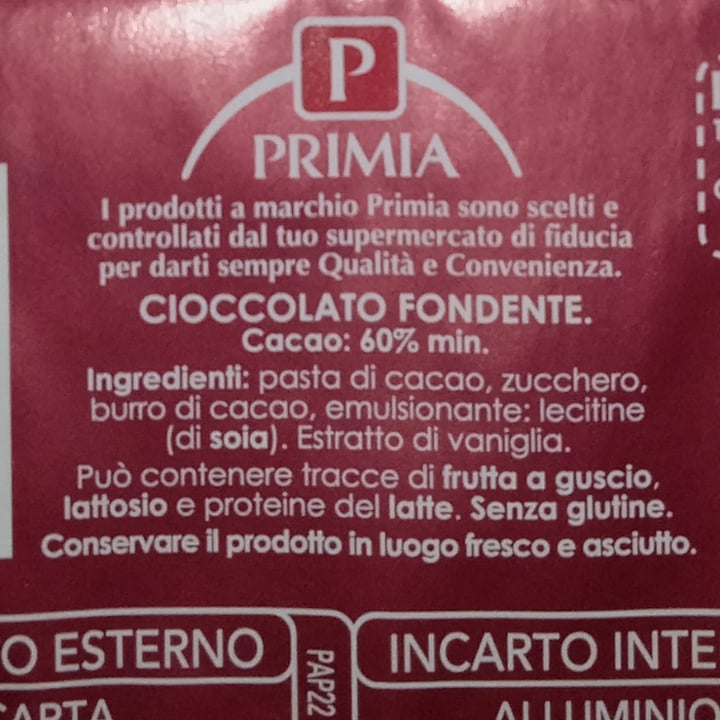 P
PRIMIA
I prodotti a marchio Primia sono scelti e
controllati dal tuo supermercato di fiducia
per darti sempre Qualità e Convenienza.
CIOCCOLATO FONDENTE.
Cacao: 60% min.
Ingredienti: pasta di cacao, zucchero,
burro di cacao, emulsionante: lecitine
(di soia). Estratto di vaniglia.
Può contenere tracce di frutta a guscio,
lattosio e proteine del latte. Senza glutine.
Conservare il prodotto in luogo fresco e asciutto.
O ESTERNO
PAP22
INCARTO INTE
CARTA
ALLUMINIO